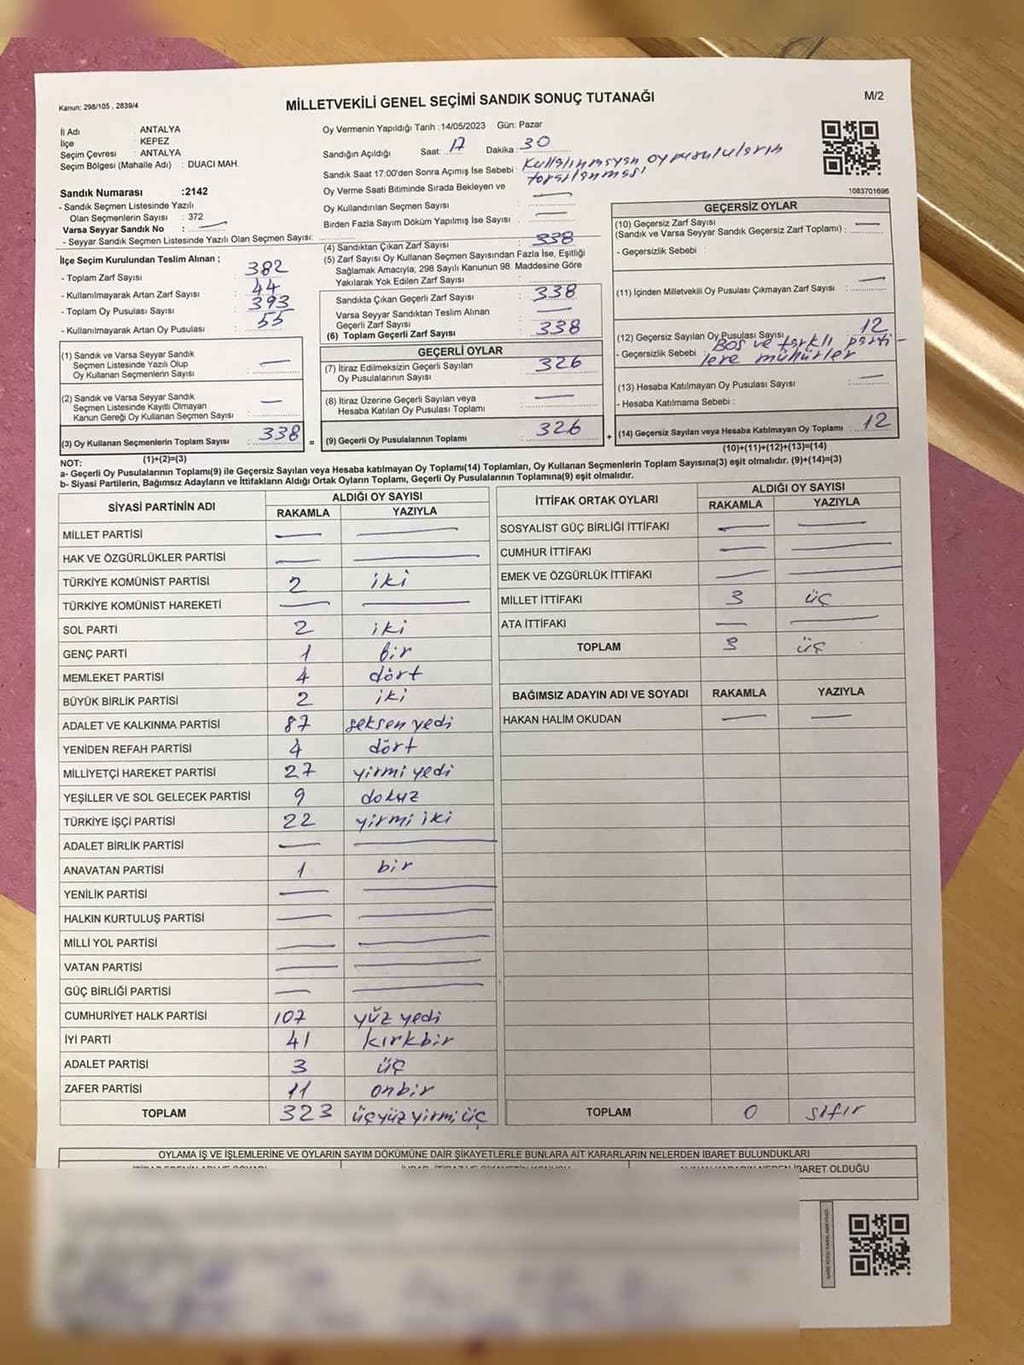 Kanun: 298/105 , 2839/4
MİLLETVEKİLİ GENEL SEÇİMİ SANDIK SONUÇ TUTANAĞI
M/2
İl Adı : ANTALYA
İlçe : KEPEZ
Seçim Çevresi : ANTALYA
Seçim Bölgesi (Mahalle Adı) : DUACI MAH.
Sandık Numarası :2142
- Sandık Seçmen Listesinde Yazılı
Olan Seçmenlerin Sayısı : 372
Varsa Seyyar Sandık No :
- Seyyar Sandık Seçmen Listesinde Yazılı Olan Seçmen Sayısı:
Oy Vermenin Yapıldığı Tarih :14/05/2023 Gün: Pazar
Sandığın Açıldığı Saat: 17 Dakika: 30
Sandık Saat 17:00'den Sonra Açılmış İse Sebebi : Kullanılmayan oy pusulularının
Oy Verme Saati Bitiminde Sırada Bekleyen ve
Oy Kullandırılan Seçmen Sayısı :
Birden Fazla Sayım Döküm Yapılmış İse Sayısı :
1083701696
İlçe Seçim Kurulundan Teslim Alınan ;
- Toplam Zarf Sayısı : 382
- Kullanılmayarak Artan Zarf Sayısı : 44
- Toplam Oy Pusulası Sayısı : 393
- Kullanılmayarak Artan Oy Pusulası : 55
(1) Sandık ve Varsa Seyyar Sandık
Seçmen Listesinde Yazılı Olup
Oy Kullanan Seçmenlerin Sayısı :
(2) Sandık ve Varsa Seyyar Sandık
Seçmen Listesinde Kayıtlı Olmayan
Kanun Gereği Oy Kullanan Seçmen Sayısı :
(3) Oy Kullanan Seçmenlerin Toplam Sayısı : 338
(1)+(2)=(3)
(4) Sandıktan Çıkan Zarf Sayısı : 338
(5) Zarf Sayısı Oy Kullanan Seçmen Sayısından Fazla İse, Eşitliği
Sağlamak Amacıyla; 298 Sayılı Kanunun 98. Maddesine Göre
Yakılarak Yok Edilen Zarf Sayısı :
Sandıkta Çıkan Geçerli Zarf Sayısı : 338
Varsa Seyyar Sandıktan Teslim Alınan
Geçerli Zarf Sayısı :
(6) Toplam Geçerli Zarf Sayısı : 338
GEÇERLİ OYLAR
(7) İtiraz Edilmeksizin Geçerli Sayılan
Oy Pusulalarının Sayısı : 326
(8) İtiraz Üzerine Geçerli Sayılan veya
Hesaba Katılan Oy Pusulası Toplamı :
= (9) Geçerli Oy Pusulalarının Toplamı : 326
GEÇERSİZ OYLAR
(10) Geçersiz Zarf Sayısı
(Sandık ve Varsa Seyyar Sandık Geçersiz Zarf Toplamı) :
- Geçersizlik Sebebi :
(11) İçinden Milletvekili Oy Pusulası Çıkmayan Zarf Sayısı :
(12) Geçersiz Sayılan Oy Pusulası Sayısı : 12
- Geçersizlik Sebebi : Boş ve farklı parti-
lere mühürler
(13) Hesaba Katılmayan Oy Pusulası Sayısı :
- Hesaba Katılmama Sebebi :
+ (14) Geçersiz Sayılan veya Hesaba Katılmayan Oy Toplamı : 12
(10)+(11)+(12)+(13)=(14)
NOT:
a- Geçerli Oy Pusulalarının Toplamı(9) ile Geçersiz Sayılan veya Hesaba katılmayan Oy Toplamı(14) Toplamları, Oy Kullanan Seçmenlerin Toplam Sayısına(3) eşit olmalıdır. (9)+(14)=(3)
b- Siyasi Partilerin, Bağımsız Adayların ve İttifakların Aldığı Ortak Oyların Toplamı, Geçerli Oy Pusulalarının Toplamına(9) eşit olmalıdır.
SİYASİ PARTİNİN ADI ALDIĞI OY SAYISI
RAKAMLA YAZIYLA
MİLLET PARTİSİ
HAK VE ÖZGÜRLÜKLER PARTİSİ
TÜRKİYE KOMÜNİST PARTİSİ 2 iki
TÜRKİYE KOMÜNİST HAREKETİ
SOL PARTİ 2 iki
GENÇ PARTİ 1 bir
MEMLEKET PARTİSİ 4 dört
BÜYÜK BİRLİK PARTİSİ 2 iki
ADALET VE KALKINMA PARTİSİ 87 seksen yedi
YENİDEN REFAH PARTİSİ 4 dört
MİLLİYETÇİ HAREKET PARTİSİ 27 yirmi yedi
YEŞİLLER VE SOL GELECEK PARTİSİ 9 dokuz
TÜRKİYE İŞÇİ PARTİSİ 22 yirmi iki
ADALET BİRLİK PARTİSİ
ANAVATAN PARTİSİ 1 bir
YENİLİK PARTİSİ
HALKIN KURTULUŞ PARTİSİ
MİLLİ YOL PARTİSİ
VATAN PARTİSİ
GÜÇ BİRLİĞİ PARTİSİ
CUMHURİYET HALK PARTİSİ 107 yüz yedi
İYİ PARTİ 41 kırkbir
ADALET PARTİSİ 3 üç
ZAFER PARTİSİ 11 onbir
TOPLAM 323 üçyüz yirmi üç
İTTİFAK ORTAK OYLARI ALDIĞI OY SAYISI
RAKAMLA YAZIYLA
SOSYALİST GÜÇ BİRLİĞİ İTTİFAKI
CUMHUR İTTİFAKI
EMEK VE ÖZGÜRLÜK İTTİFAKI
MİLLET İTTİFAKI 3 üç
ATA İTTİFAKI
TOPLAM 3 üç
BAĞIMSIZ ADAYIN ADI VE SOYADI RAKAMLA YAZIYLA
HAKAN HALİM OKUDAN
TOPLAM 0 sıfır
OYLAMA İŞ VE İŞLEMLERİNE VE OYLARIN SAYIM DÖKÜMÜNE DAİR ŞİKAYETLERLE BUNLARA AİT KARARLARIN NELERDEN İBARET BULUNDUKLARI
İBARET OLDUĞU